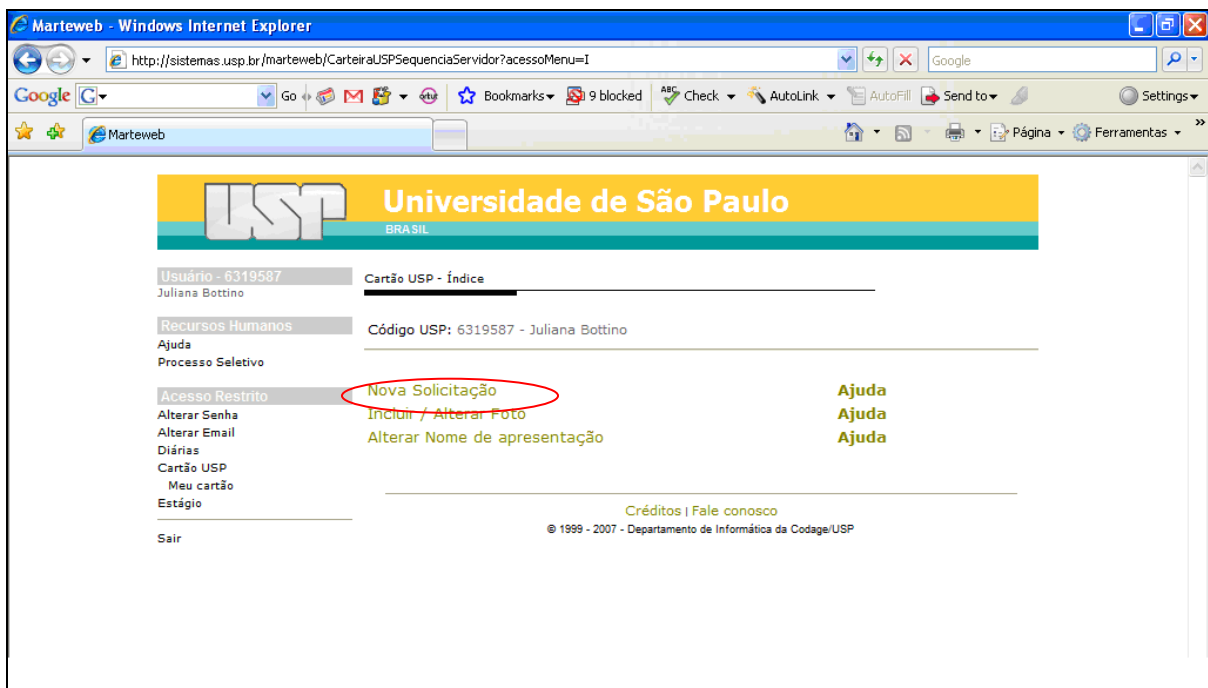 Marteweb - Windows Internet Explorer
http://sistemas.usp.br/marteweb/CarteiraUSPSequenciaServidor?acessoMenu=I
Google
Google G Go Bookmarks 9 blocked ABC Check AutoLink AutoFill Send to Settings
Marteweb Página Ferramentas »
USP
Universidade de São Paulo
BRASIL
Usuário - 6319587
Juliana Bottino
Recursos Humanos
Ajuda
Processo Seletivo
Acesso Restrito
Alterar Senha
Alterar Email
Diárias
Cartão USP
Meu cartão
Estágio
Sair
Cartão USP - Índice
Código USP: 6319587 - Juliana Bottino
Nova Solicitação Ajuda
Incluir / Alterar Foto Ajuda
Alterar Nome de apresentação Ajuda
Créditos | Fale conosco
© 1999 - 2007 - Departamento de Informática da Codage/USP